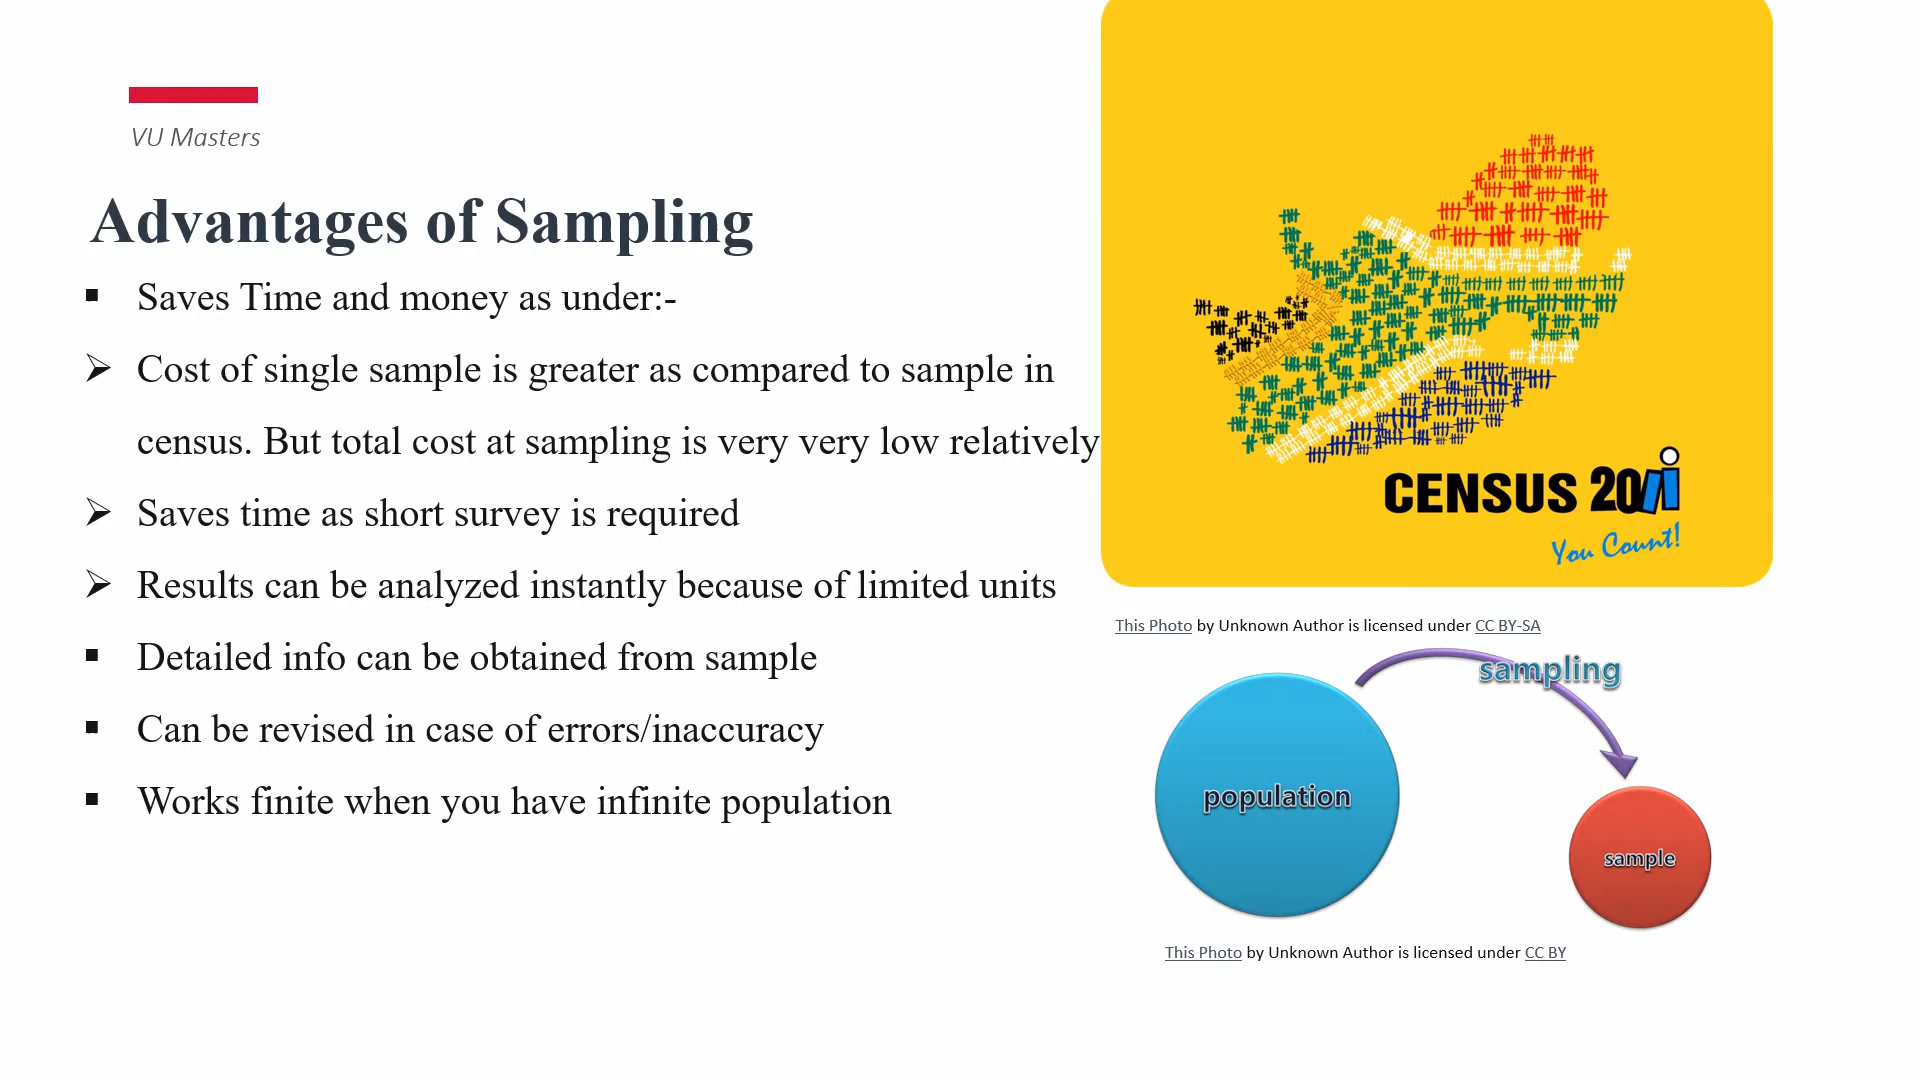 VU Masters
Advantages of Sampling
Saves Time and money as under:-
Cost of single sample is greater as compared to sample in
census. But total cost at sampling is very very low relatively
Saves time as short survey is required
Results can be analyzed instantly because of limited units
Detailed info can be obtained from sample
Can be revised in case of errors/inaccuracy
Works finite when you have infinite population
CENSUS 2011
You Count!
This Photo by Unknown Author is licensed under CC BY-SA
sampling
population
sample
This Photo by Unknown Author is licensed under CC BY